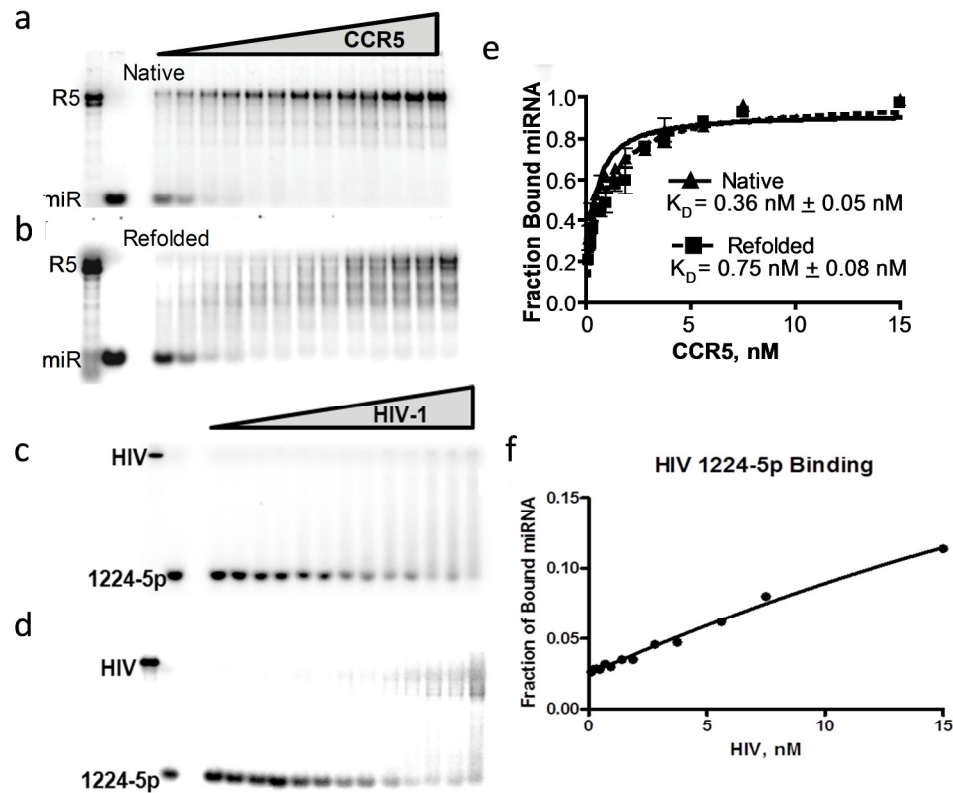 a
CCR5
Native
R5
miR
b
Refolded
R5
miR
HIV-1
c
HIV
1224-5p
d
HIV
1224-5p
e
Fraction Bound miRNA
1.0
0.8
0.6
0.4
0.2
0.0
Native
KD = 0.36 nM ± 0.05 nM
Refolded
KD = 0.75 nM ± 0.08 nM
0 5 10 15
CCR5, nM
f
HIV 1224-5p Binding
Fraction of Bound miRNA
0.15
0.10
0.05
0.00
0 5 10 15
HIV, nM